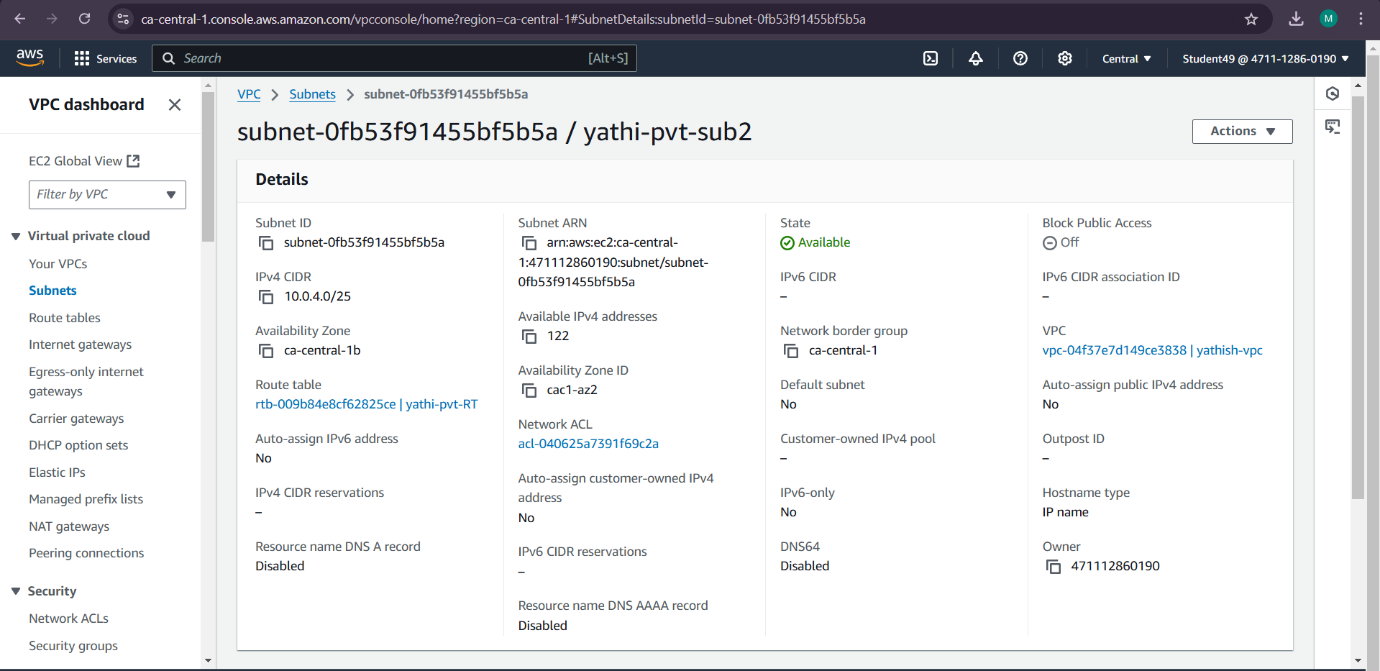 ca-central-1.console.aws.amazon.com/vpcconsole/home?region=ca-central-1#SubnetDetails:subnetId=subnet-0fb53f91455bf5b5a
M
aws
Services
Search
[Alt+S]
Central
Student49 @ 4711-1286-0190
VPC dashboard
EC2 Global View
Filter by VPC
Virtual private cloud
Your VPCs
Subnets
Route tables
Internet gateways
Egress-only internet
gateways
Carrier gateways
DHCP option sets
Elastic IPs
Managed prefix lists
NAT gateways
Peering connections
Security
Network ACLs
Security groups
VPC > Subnets > subnet-0fb53f91455bf5b5a
subnet-0fb53f91455bf5b5a / yathi-pvt-sub2
Actions
Details
Subnet ID
subnet-0fb53f91455bf5b5a
IPv4 CIDR
10.0.4.0/25
Availability Zone
ca-central-1b
Route table
rtb-009b84e8cf62825ce | yathi-pvt-RT
Auto-assign IPv6 address
No
IPv4 CIDR reservations
–
Resource name DNS A record
Disabled
Subnet ARN
arn:aws:ec2:ca-central-
1:471112860190:subnet/subnet-
0fb53f91455bf5b5a
Available IPv4 addresses
122
Availability Zone ID
cac1-az2
Network ACL
acl-040625a7391f69c2a
Auto-assign customer-owned IPv4
address
No
IPv6 CIDR reservations
–
Resource name DNS AAAA record
Disabled
State
Available
IPv6 CIDR
–
Network border group
ca-central-1
Default subnet
No
Customer-owned IPv4 pool
–
IPv6-only
No
DNS64
Disabled
Block Public Access
Off
IPv6 CIDR association ID
–
VPC
vpc-04f37e7d149ce3838 | yathish-vpc
Auto-assign public IPv4 address
No
Outpost ID
–
Hostname type
IP name
Owner
471112860190